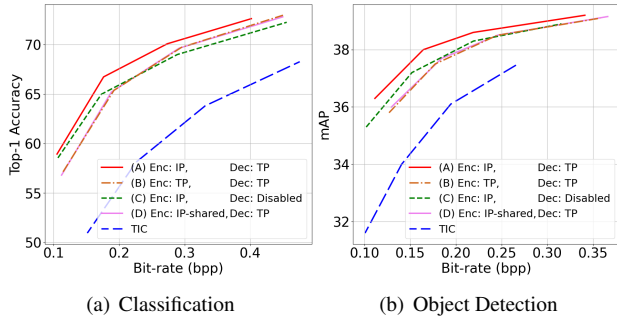 Top-1 Accuracy
70
65
60
55
50
(A) Enc: IP, Dec: TP
(B) Enc: TP, Dec: TP
(C) Enc: IP, Dec: Disabled
(D) Enc: IP-shared, Dec: TP
TIC
0.1 0.2 0.3 0.4
Bit-rate (bpp)
(a) Classification
mAP
38
36
34
32
(A) Enc: IP, Dec: TP
(B) Enc: TP, Dec: TP
(C) Enc: IP, Dec: Disabled
(D) Enc: IP-shared, Dec: TP
TIC
0.10 0.15 0.20 0.25 0.30 0.35
Bit-rate (bpp)
(b) Object Detection